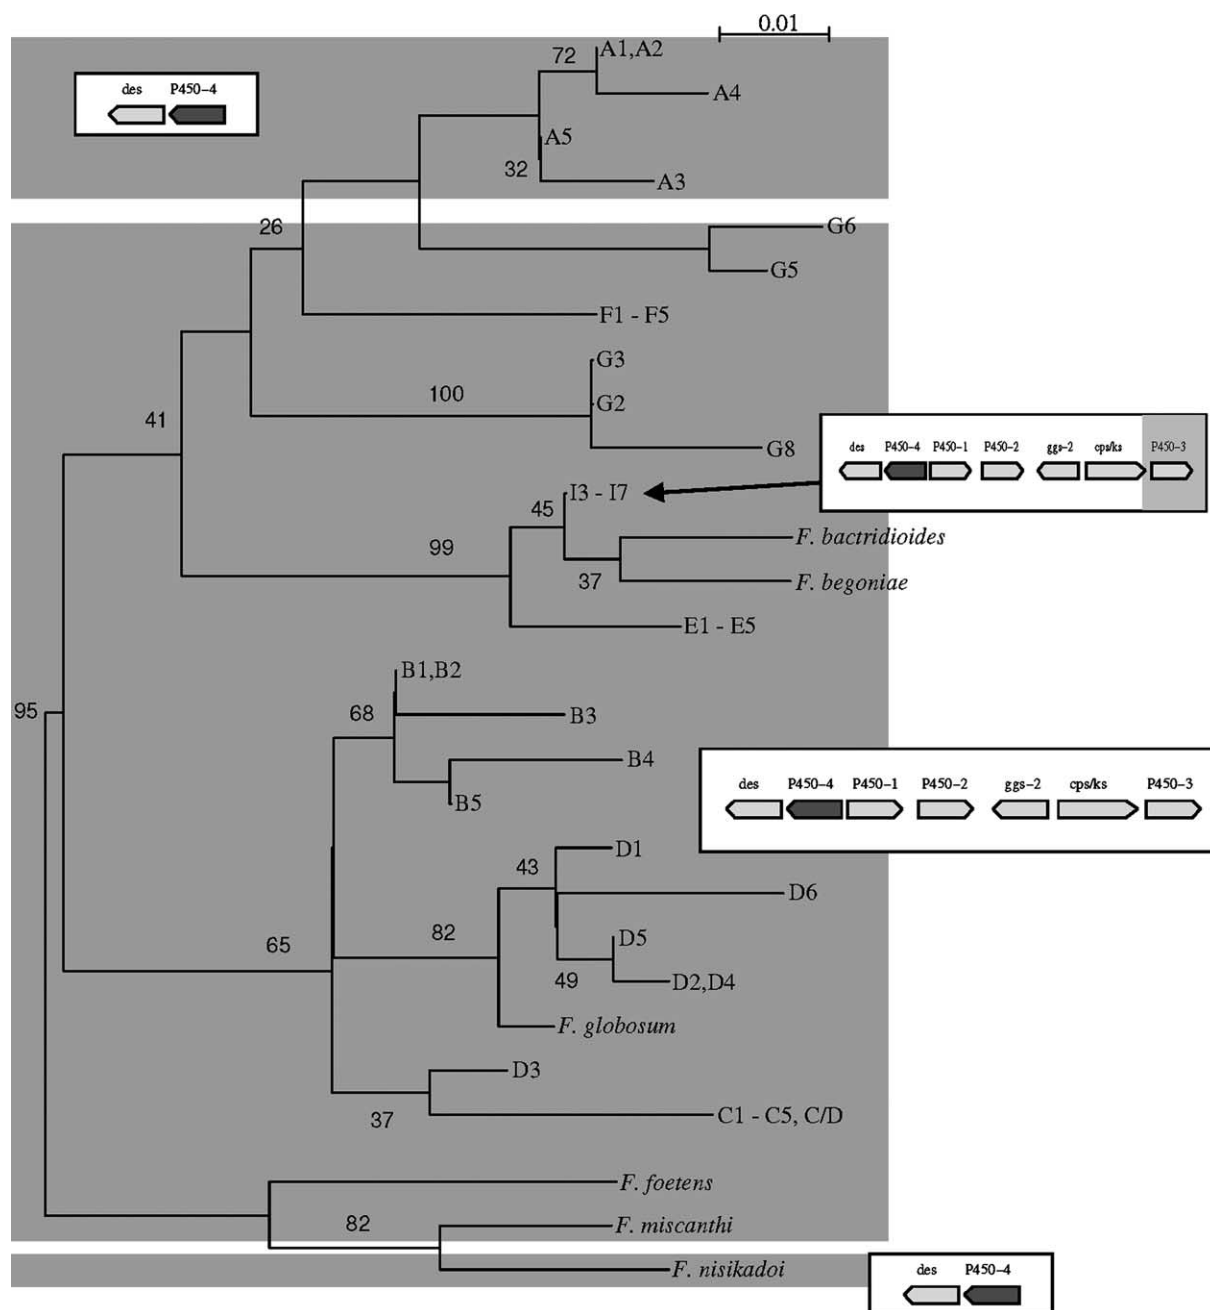 0.01
A1,A2
72
des P450-4
A4
A5
32
A3
26
G6
G5
F1 - F5
G3
100
G2
41
G8
des P450-4 P450-1 P450-2 ggs-2 cps/ks P450-3
I3 - I7
45
F. bactridioides
99
37
F. begoniae
E1 - E5
B1,B2
95
68
B3
B4
des P450-4 P450-1 P450-2 ggs-2 cps/ks P450-3
B5
D1
43
D6
82
D5
65
49
D2,D4
F. globosum
D3
37
C1 - C5, C/D
F. foetens
82
F. miscanthi
F. nisikadoi
des P450-4